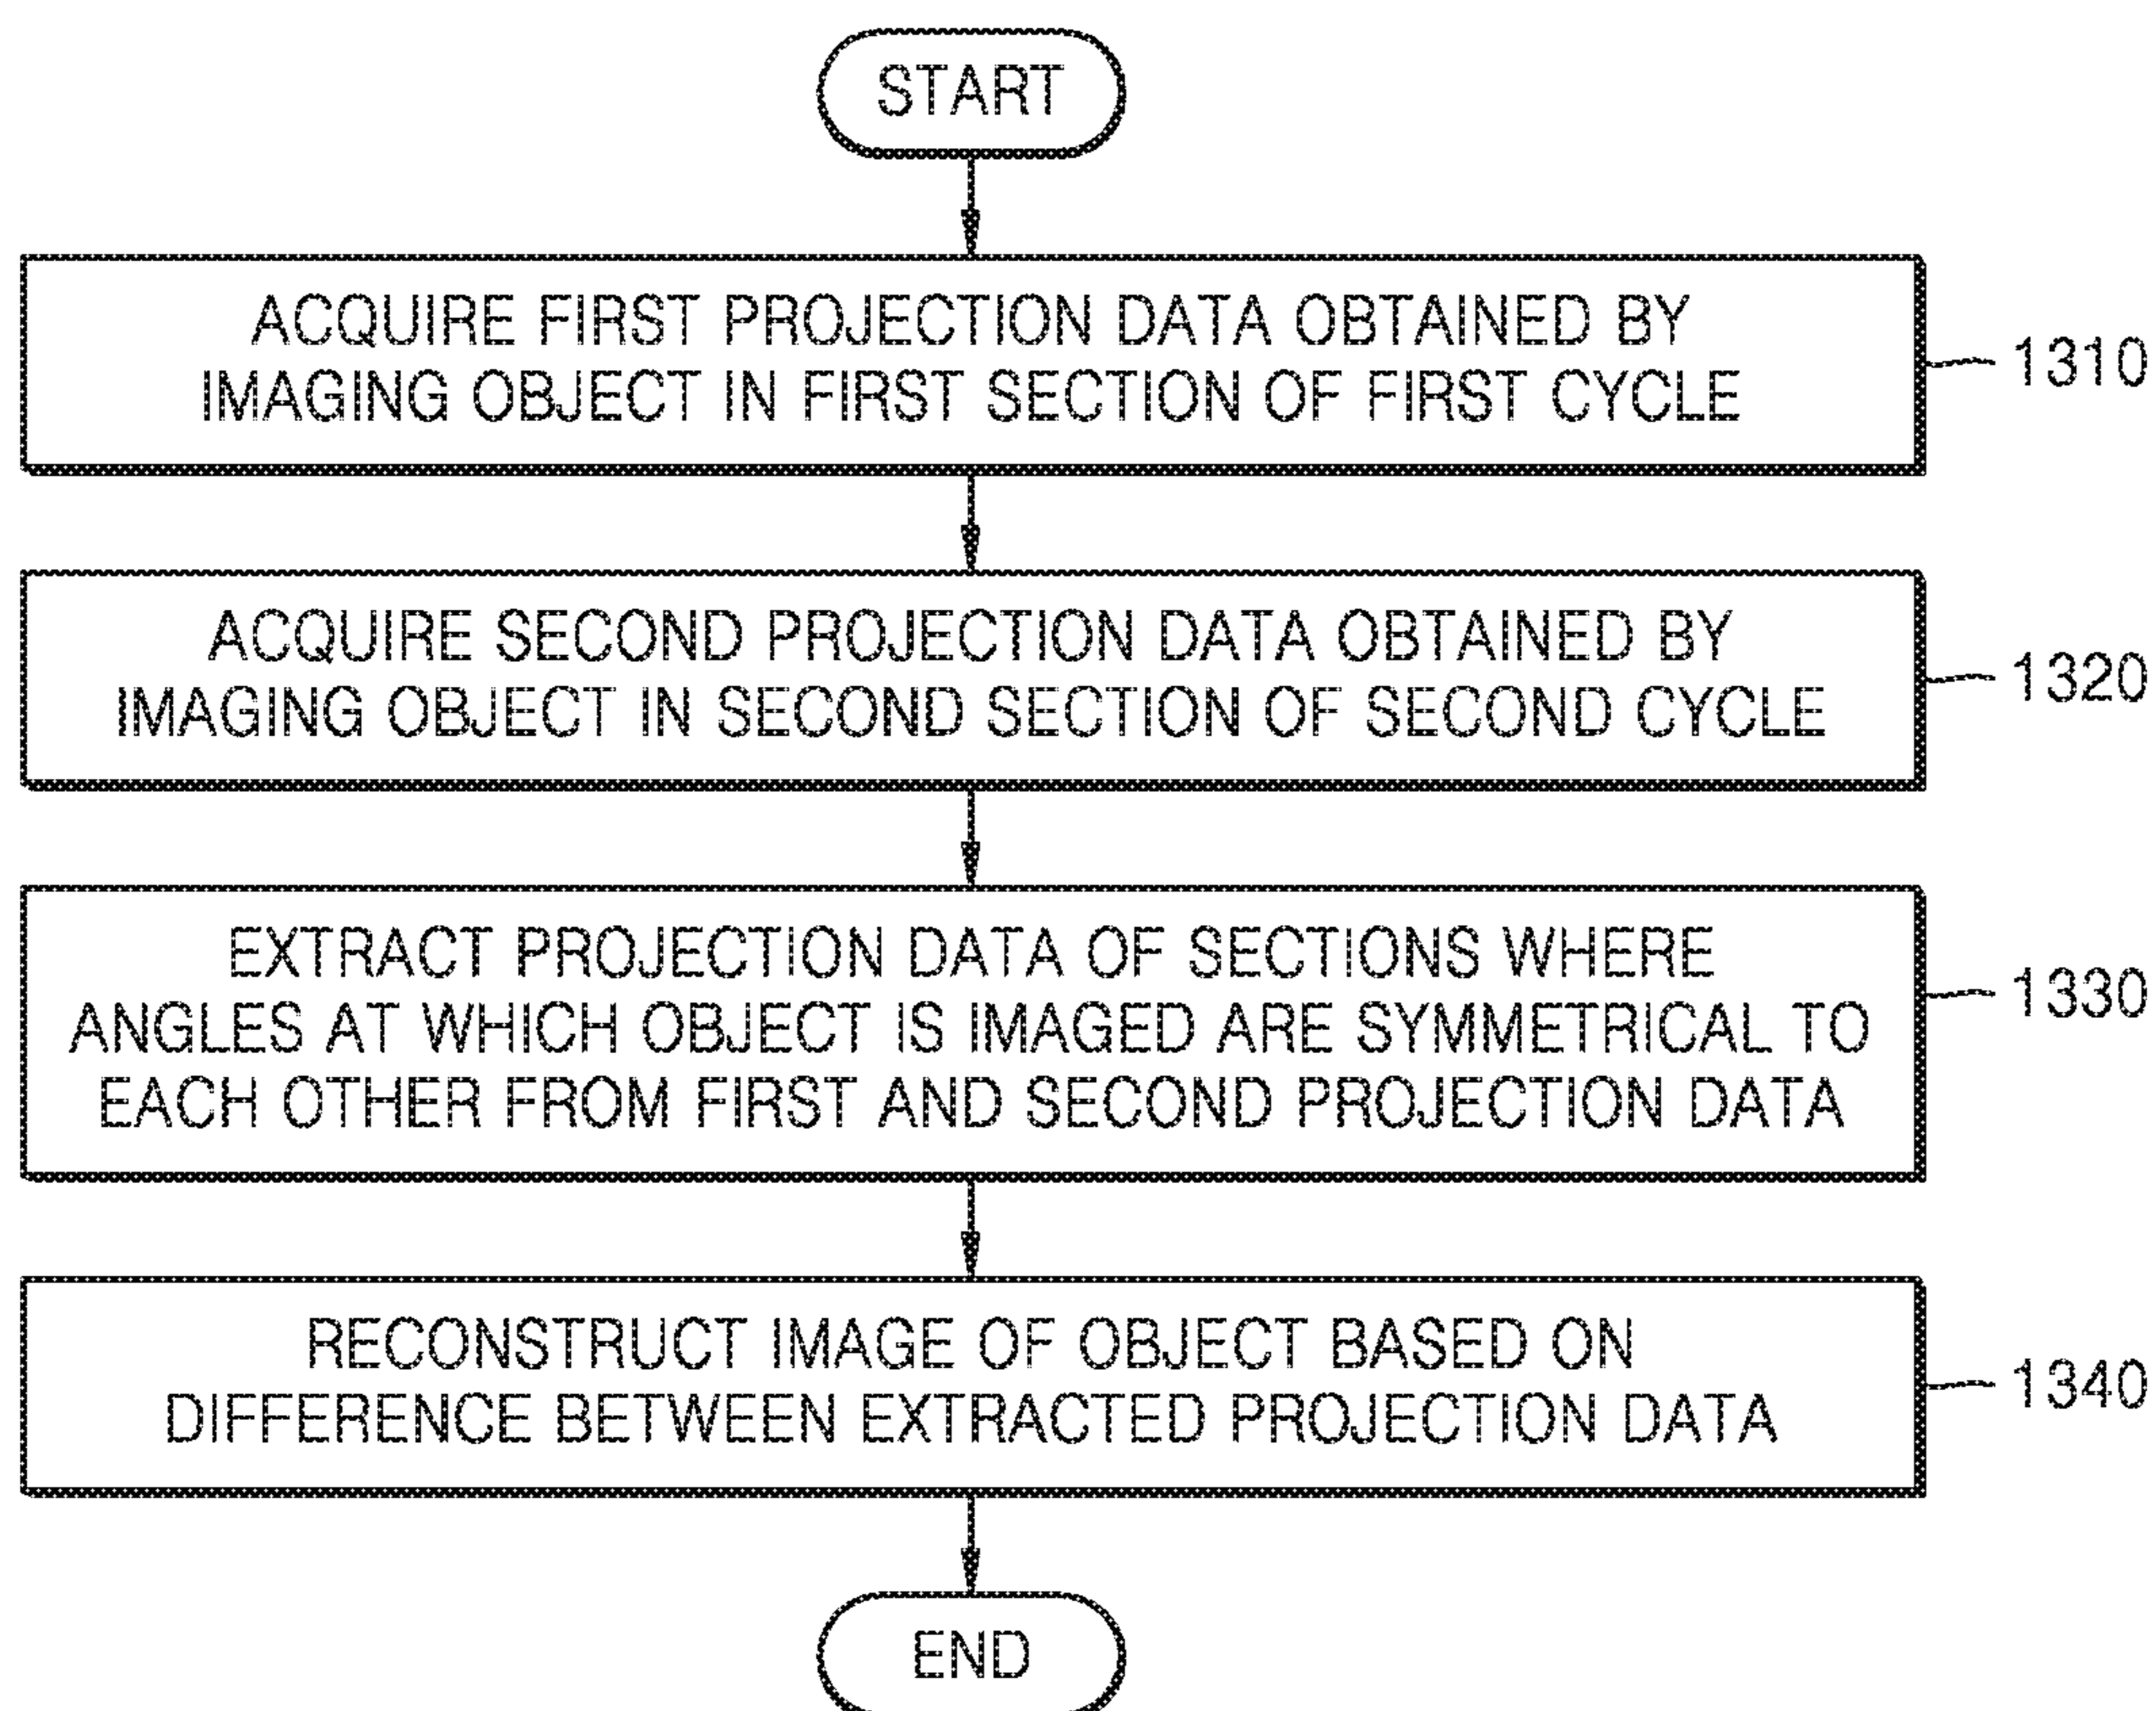 START
ACQUIRE FIRST PROJECTION DATA OBTAINED BY
IMAGING OBJECT IN FIRST SECTION OF FIRST CYCLE
1310
ACQUIRE SECOND PROJECTION DATA OBTAINED BY
IMAGING OBJECT IN SECOND SECTION OF SECOND CYCLE
1320
EXTRACT PROJECTION DATA OF SECTIONS WHERE
ANGLES AT WHICH OBJECT IS IMAGED ARE SYMMETRICAL TO
EACH OTHER FROM FIRST AND SECOND PROJECTION DATA
1330
RECONSTRUCT IMAGE OF OBJECT BASED ON
DIFFERENCE BETWEEN EXTRACTED PROJECTION DATA
1340
END